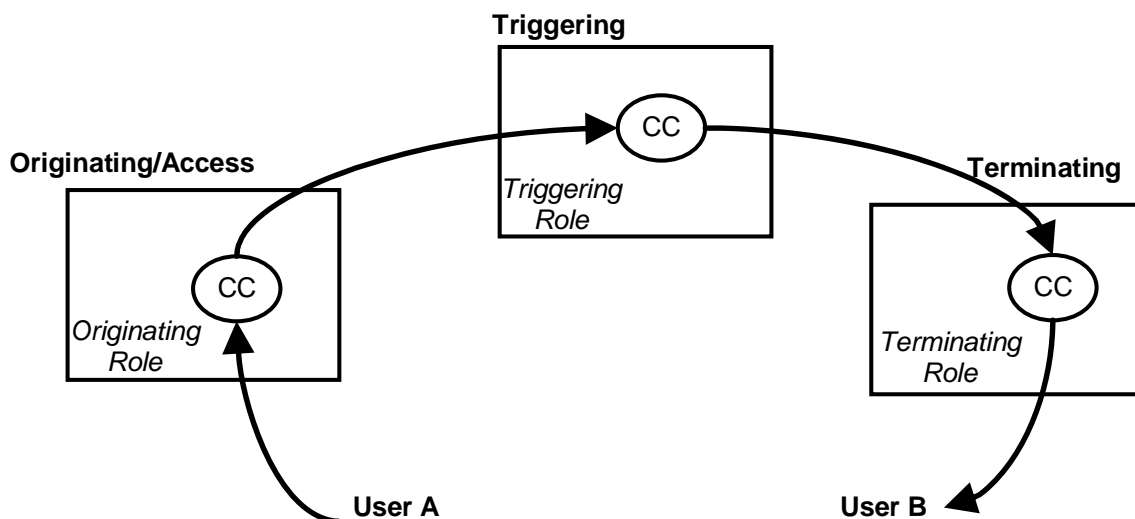 Triggering
CC
Triggering
Role
Originating/Access
CC
Originating
Role
Terminating
CC
Terminating
Role
User A
User B